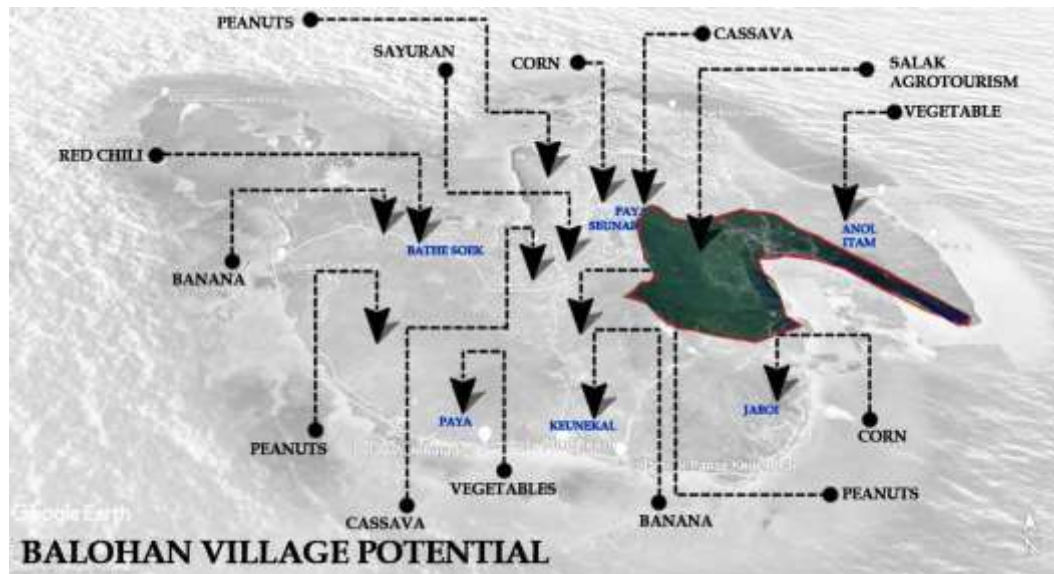 PEANUTS
CASSAVA
SAYURAN
CORN
SALAK
AGROTOURISM
VEGETABLE
RED CHILI
PAYA
SEUNAR
ANOI
ITAM
BATHE SOEK
BANANA
PAYA
KEUNEKAI
JABOI
PEANUTS
CORN
VEGETABLES
PEANUTS
CASSAVA
BANANA
Google Earth
BALOHAN VILLAGE POTENTIAL